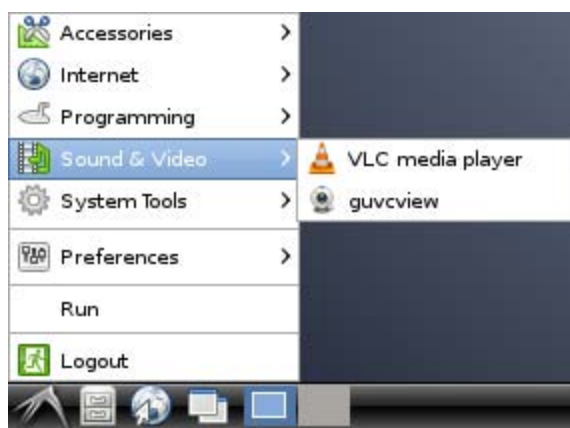 Accessories
Internet
Programming
Sound & Video
VLC media player
System Tools
guvcview
Preferences
Run
Logout